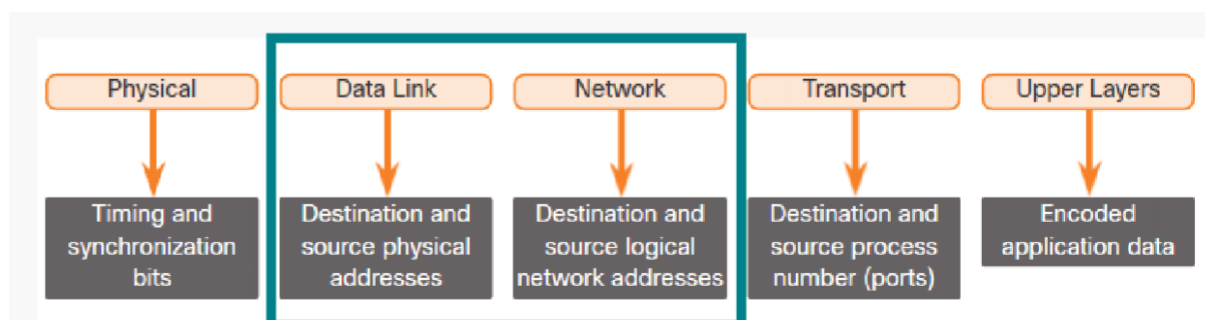 Physical
Data Link
Network
Transport
Upper Layers
Timing and
synchronization
bits
Destination and
source physical
addresses
Destination and
source logical
network addresses
Destination and
source process
number (ports)
Encoded
application data